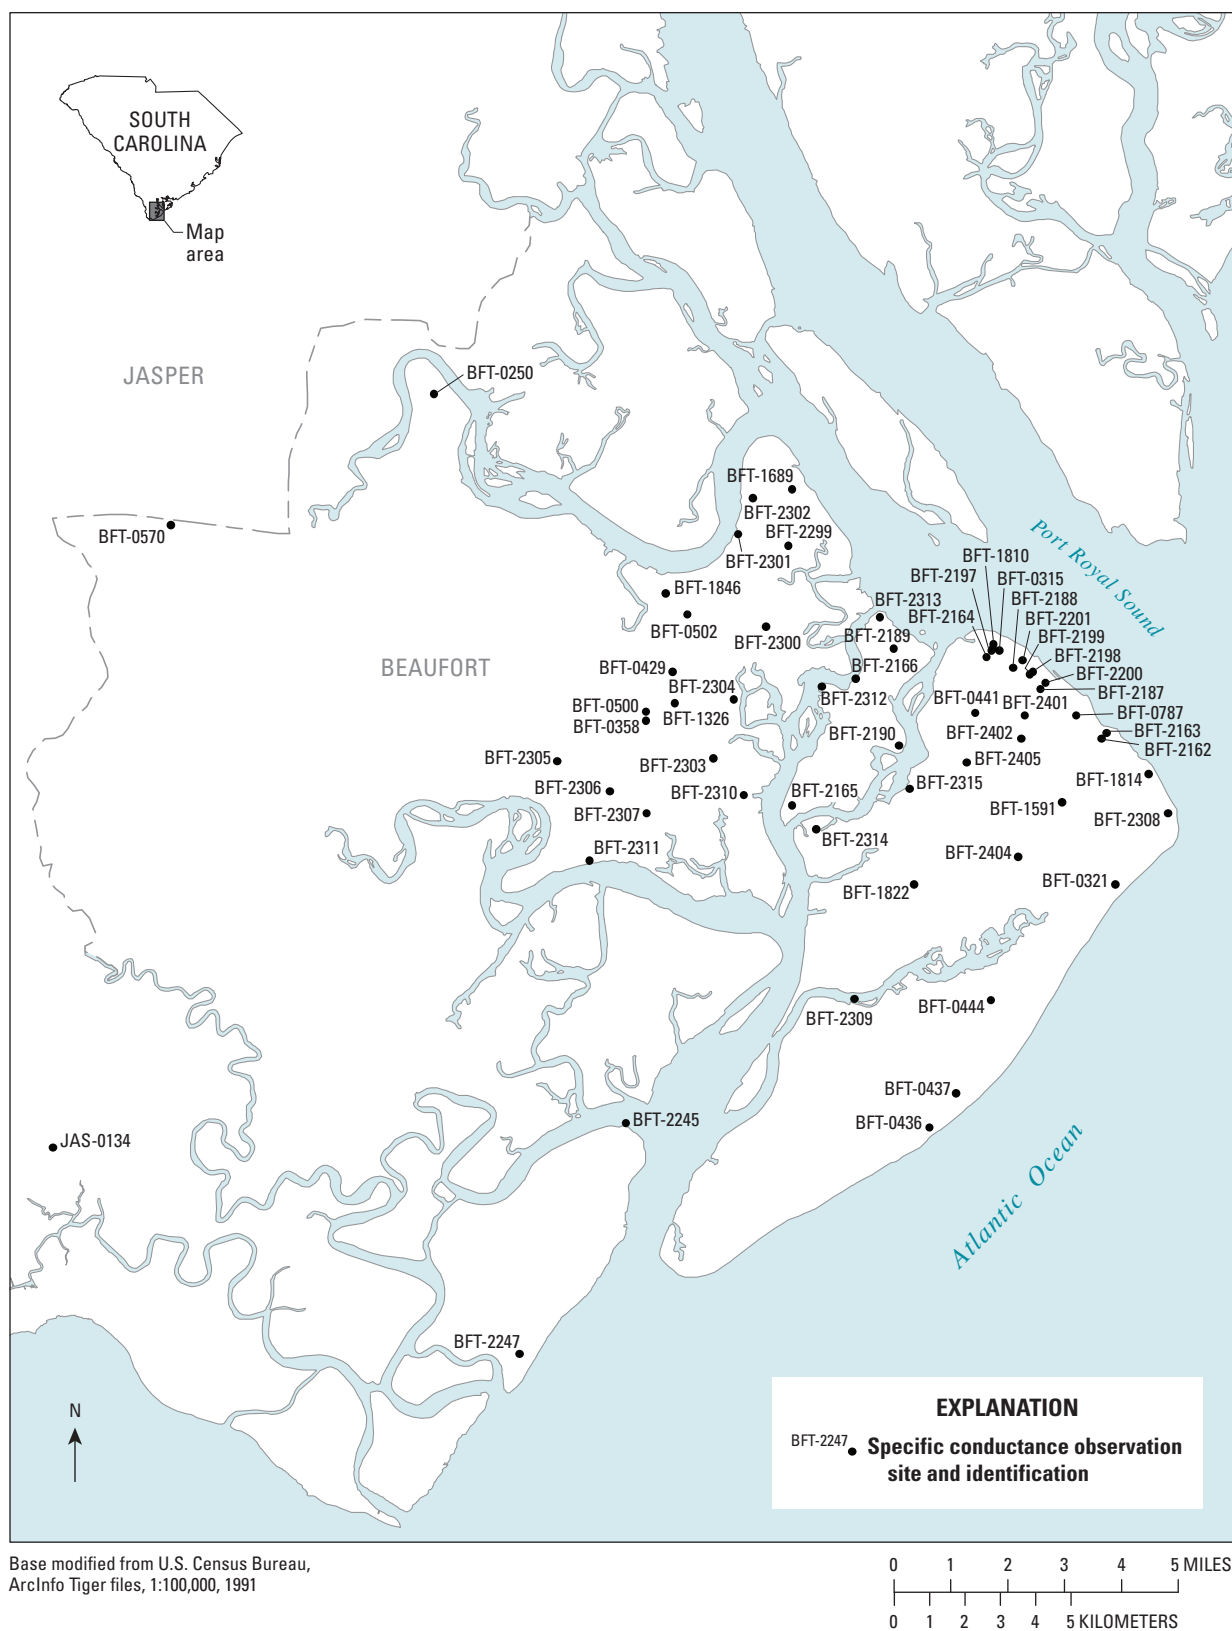 SOUTH
CAROLINA
Map
area
JASPER
BFT-0250
BFT-0570
BFT-1689
BFT-2302
BFT-2299
BFT-2301
Port Royal Sound
BFT-1810
BFT-2197
BFT-0315
BFT-1846
BFT-2313
BFT-2188
BFT-2164
BFT-2201
BFT-0502
BFT-2300
BFT-2189
BFT-2199
BFT-2198
BEAUFORT
BFT-0429
BFT-2166
BFT-2200
BFT-2304
BFT-2312
BFT-2187
BFT-0441
BFT-2401
BFT-0500
BFT-1326
BFT-0787
BFT-0358
BFT-2402
BFT-2163
BFT-2190
BFT-2162
BFT-2305
BFT-2303
BFT-2405
BFT-1814
BFT-2306
BFT-2310
BFT-2165
BFT-2315
BFT-2307
BFT-1591
BFT-2308
BFT-2314
BFT-2311
BFT-2404
BFT-1822
BFT-0321
BFT-2309
BFT-0444
BFT-0437
BFT-2245
BFT-0436
JAS-0134
Atlantic Ocean
BFT-2247
N
EXPLANATION
BFT-2247 Specific conductance observation
site and identification
Base modified from U.S. Census Bureau,
ArcInfo Tiger files, 1:100,000, 1991
0 1 2 3 4 5 MILES
0 1 2 3 4 5 KILOMETERS